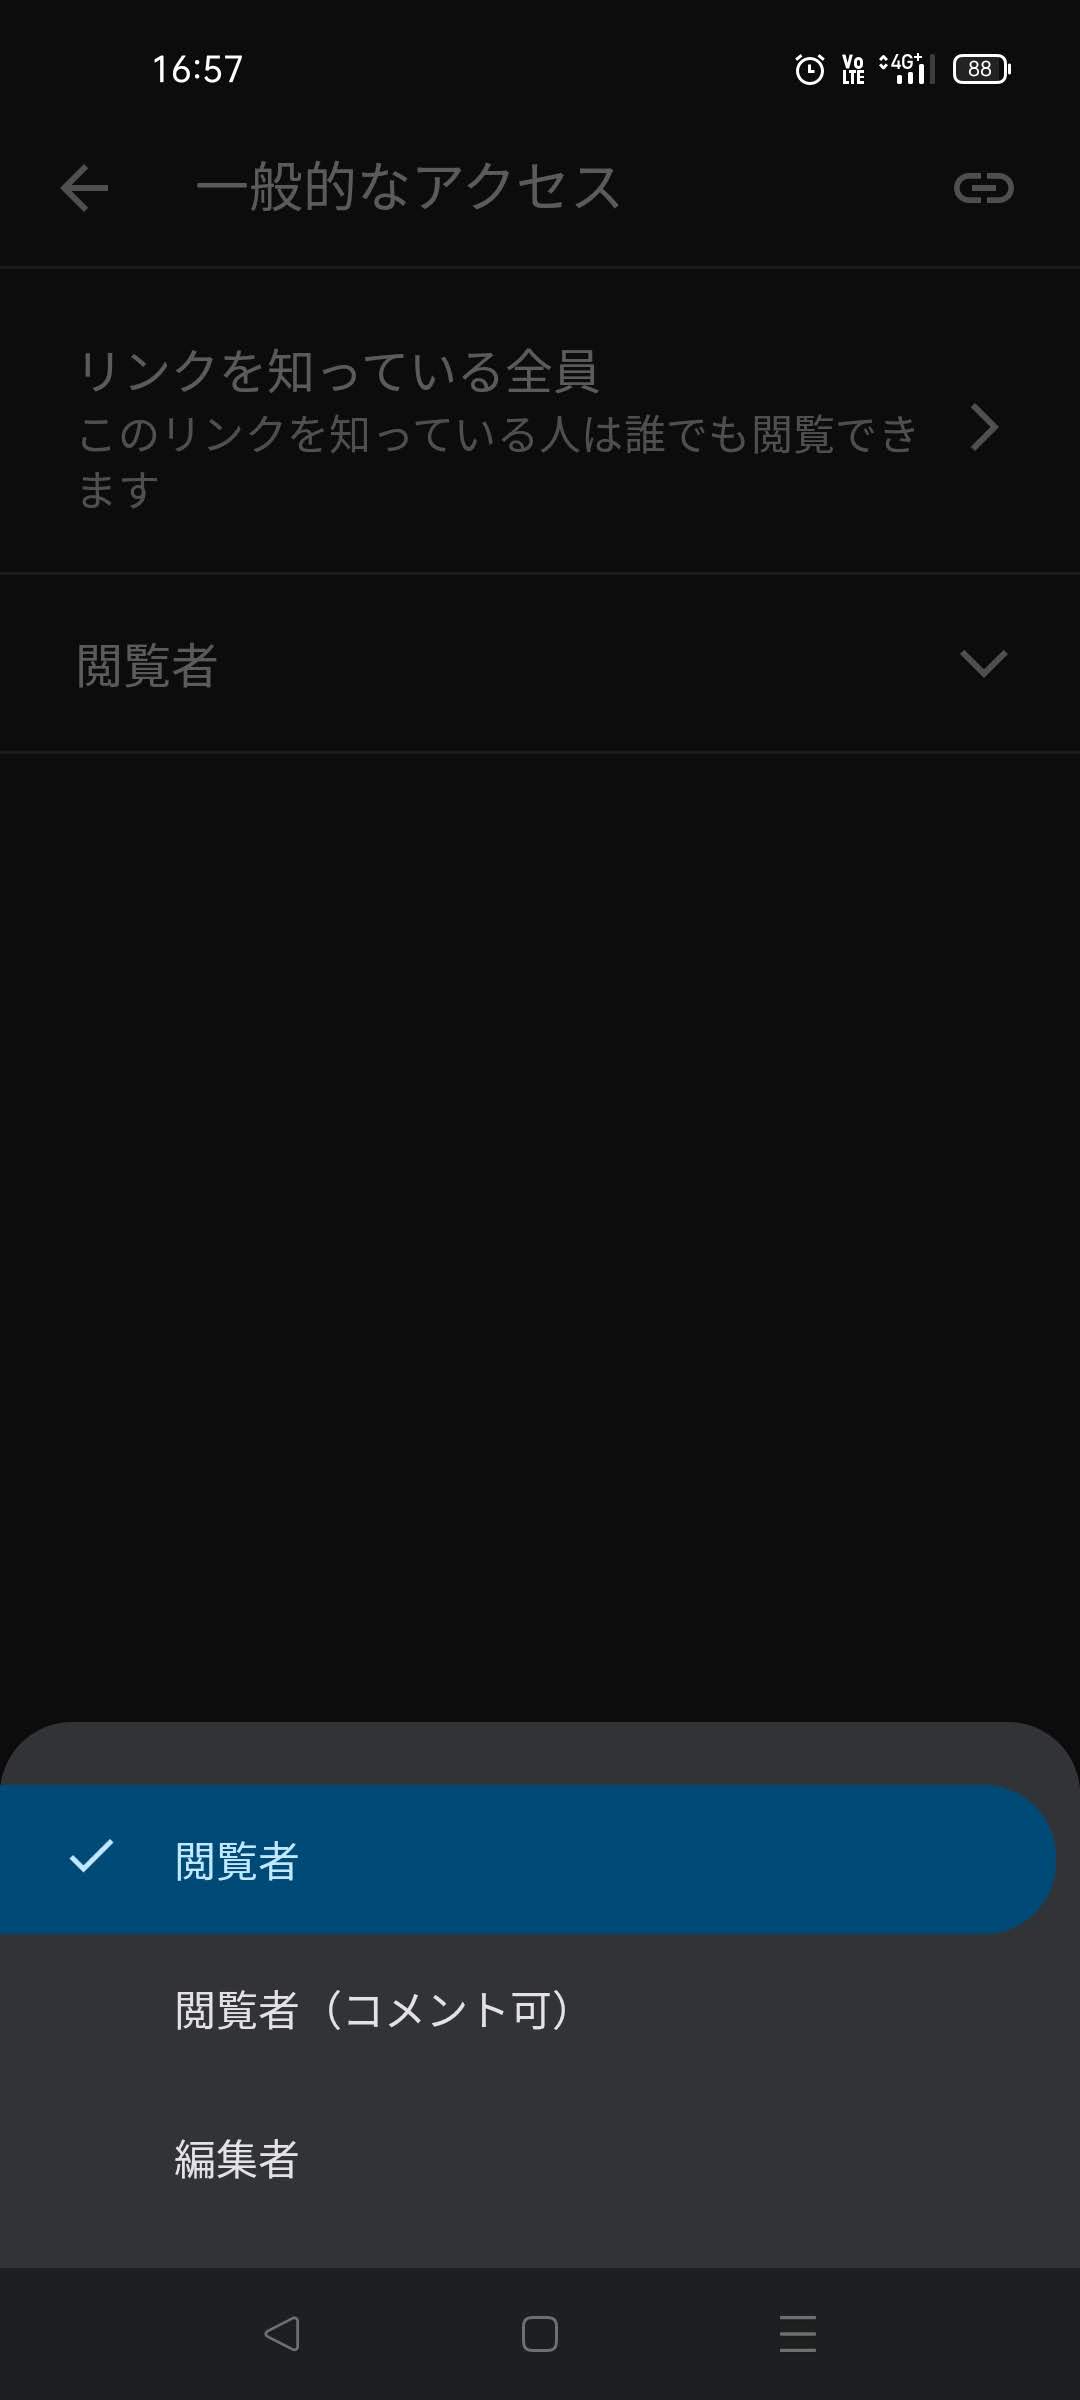 16:57
Vo
LTE
4G+
88
一般的なアクセス
リンクを知っている全員
このリンクを知っている人は誰でも閲覧でき
ます
閲覧者
閲覧者
閲覧者（コメント可）
編集者